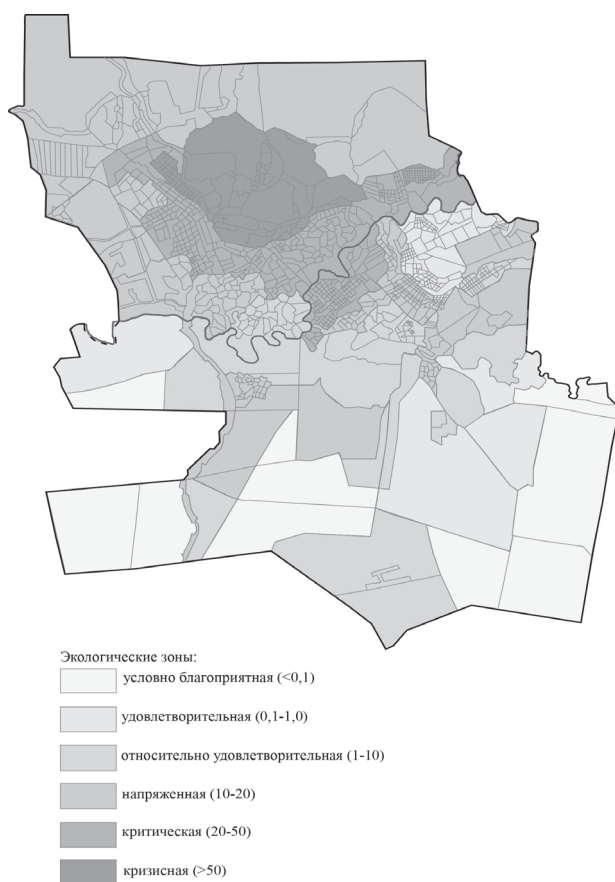 Экологические зоны:
условно благоприятная (<0,1)
удовлетворительная (0,1-1,0)
относительно удовлетворительная (1-10)
напряженная (10-20)
критическая (20-50)
кризисная (>50)